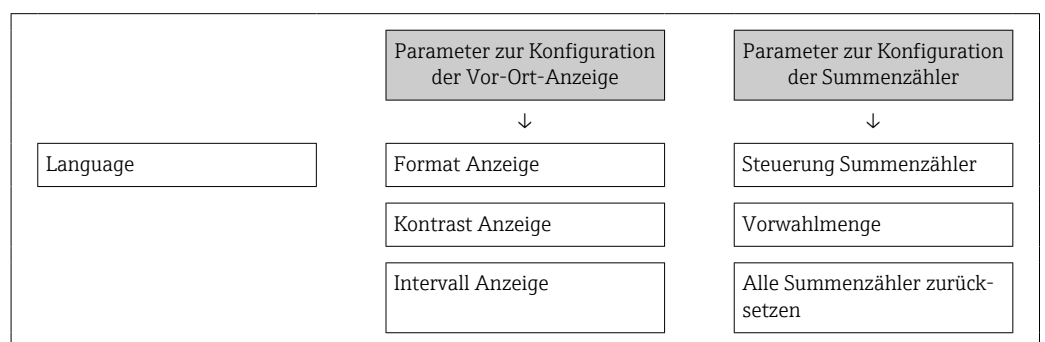 Parameter zur Konfiguration
der Vor-Ort-Anzeige
Parameter zur Konfiguration
der Summenzähler
↓
↓
Language
Format Anzeige
Steuerung Summenzähler
Kontrast Anzeige
Vorwahlmenge
Intervall Anzeige
Alle Summenzähler zurück-
setzen